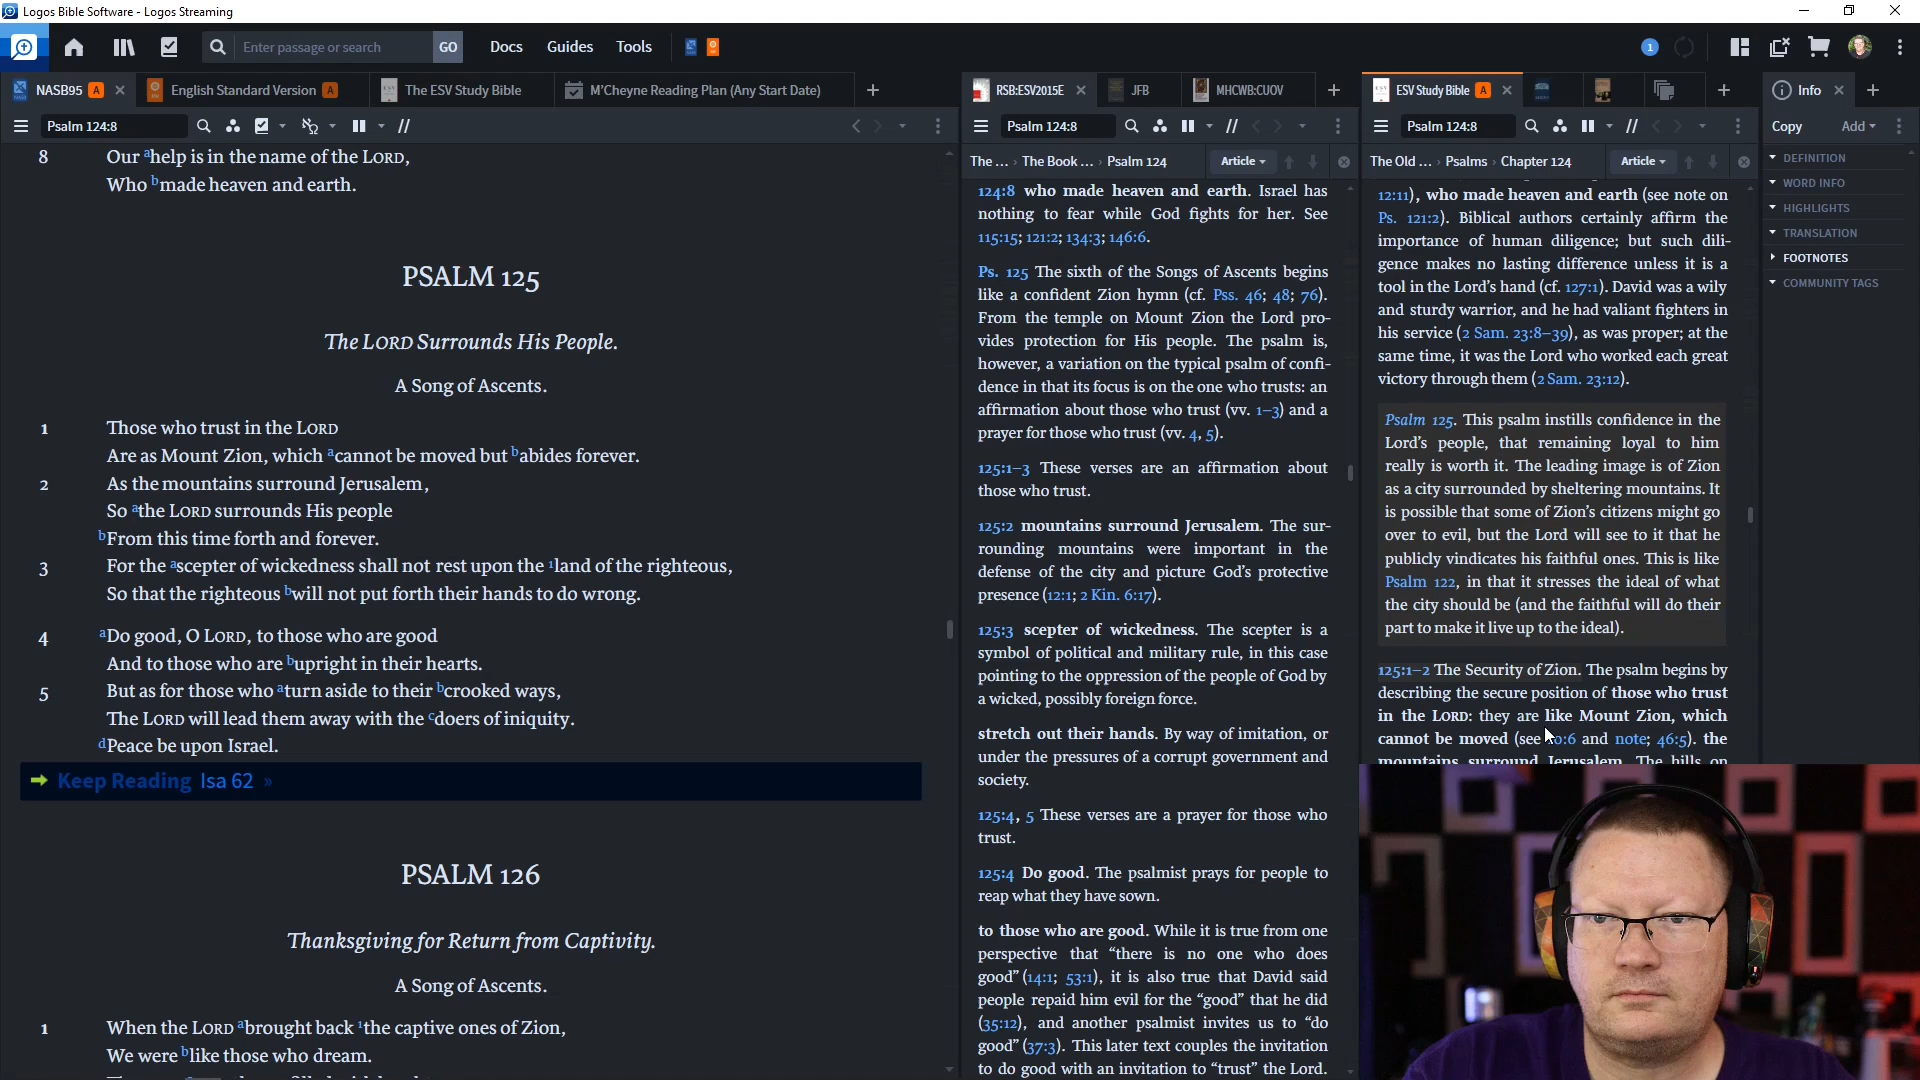 Logos Bible Software - Logos Streaming
Enter passage or search
GO
Docs
Guides
Tools
1
NASB95 A
English Standard Version A
The ESV Study Bible
M'Cheyne Reading Plan (Any Start Date)
RSB:ESV2015E
JFB
MHCWB:CUOV
ESV Study Bible A
Info
Psalm 124:8
Psalm 124:8
Psalm 124:8
Copy
Add
8 Our ᵃhelp is in the name of the LORD,
Who ᵇmade heaven and earth.
PSALM 125
The LORD Surrounds His People.
A Song of Ascents.
1 Those who trust in the LORD
Are as Mount Zion, which ᵃcannot be moved but ᵇabides forever.
2 As the mountains surround Jerusalem,
So ᵃthe LORD surrounds His people
ᵇFrom this time forth and forever.
3 For the ᵃscepter of wickedness shall not rest upon the ¹land of the righteous,
So that the righteous ᵇwill not put forth their hands to do wrong.
4 ᵃDo good, O LORD, to those who are good
And to those who are ᵇupright in their hearts.
5 But as for those who ᵃturn aside to their ᵇcrooked ways,
The LORD will lead them away with the ᶜdoers of iniquity.
ᵈPeace be upon Israel.
Keep Reading Isa 62 »
PSALM 126
Thanksgiving for Return from Captivity.
A Song of Ascents.
1 When the LORD ᵃbrought back ¹the captive ones of Zion,
We were ᵇlike those who dream.
The ... › The Book ... › Psalm 124
Article
124:8 who made heaven and earth. Israel has
nothing to fear while God fights for her. See
115:15; 121:2; 134:3; 146:6.
Ps. 125 The sixth of the Songs of Ascents begins
like a confident Zion hymn (cf. Pss. 46; 48; 76).
From the temple on Mount Zion the Lord pro-
vides protection for His people. The psalm is,
however, a variation on the typical psalm of confi-
dence in that its focus is on the one who trusts: an
affirmation about those who trust (vv. 1–3) and a
prayer for those who trust (vv. 4, 5).
125:1–3 These verses are an affirmation about
those who trust.
125:2 mountains surround Jerusalem. The sur-
rounding mountains were important in the
defense of the city and picture God's protective
presence (12:1; 2 Kin. 6:17).
125:3 scepter of wickedness. The scepter is a
symbol of political and military rule, in this case
pointing to the oppression of the people of God by
a wicked, possibly foreign force.
stretch out their hands. By way of imitation, or
under the pressures of a corrupt government and
society.
125:4, 5 These verses are a prayer for those who
trust.
125:4 Do good. The psalmist prays for people to
reap what they have sown.
to those who are good. While it is true from one
perspective that “there is no one who does
good” (14:1; 53:1), it is also true that David said
people repaid him evil for the “good” that he did
(35:12), and another psalmist invites us to “do
good” (37:3). This later text couples the invitation
to do good with an invitation to “trust” the Lord.
The Old ... › Psalms › Chapter 124
Article
12:11), who made heaven and earth (see note on
Ps. 121:2). Biblical authors certainly affirm the
importance of human diligence; but such dili-
gence makes no lasting difference unless it is a
tool in the Lord's hand (cf. 127:1). David was a wily
and sturdy warrior, and he had valiant fighters in
his service (2 Sam. 23:8–39), as was proper; at the
same time, it was the Lord who worked each great
victory through them (2 Sam. 23:12).
Psalm 125. This psalm instills confidence in the
Lord's people, that remaining loyal to him
really is worth it. The leading image is of Zion
as a city surrounded by sheltering mountains. It
is possible that some of Zion's citizens might go
over to evil, but the Lord will see to it that he
publicly vindicates his faithful ones. This is like
Psalm 122, in that it stresses the ideal of what
the city should be (and the faithful will do their
part to make it live up to the ideal).
125:1–2 The Security of Zion. The psalm begins by
describing the secure position of those who trust
in the LORD: they are like Mount Zion, which
cannot be moved (see :6 and note; 46:5). the
mountains surround Jerusalem. The hills on
DEFINITION
WORD INFO
HIGHLIGHTS
TRANSLATION
FOOTNOTES
COMMUNITY TAGS